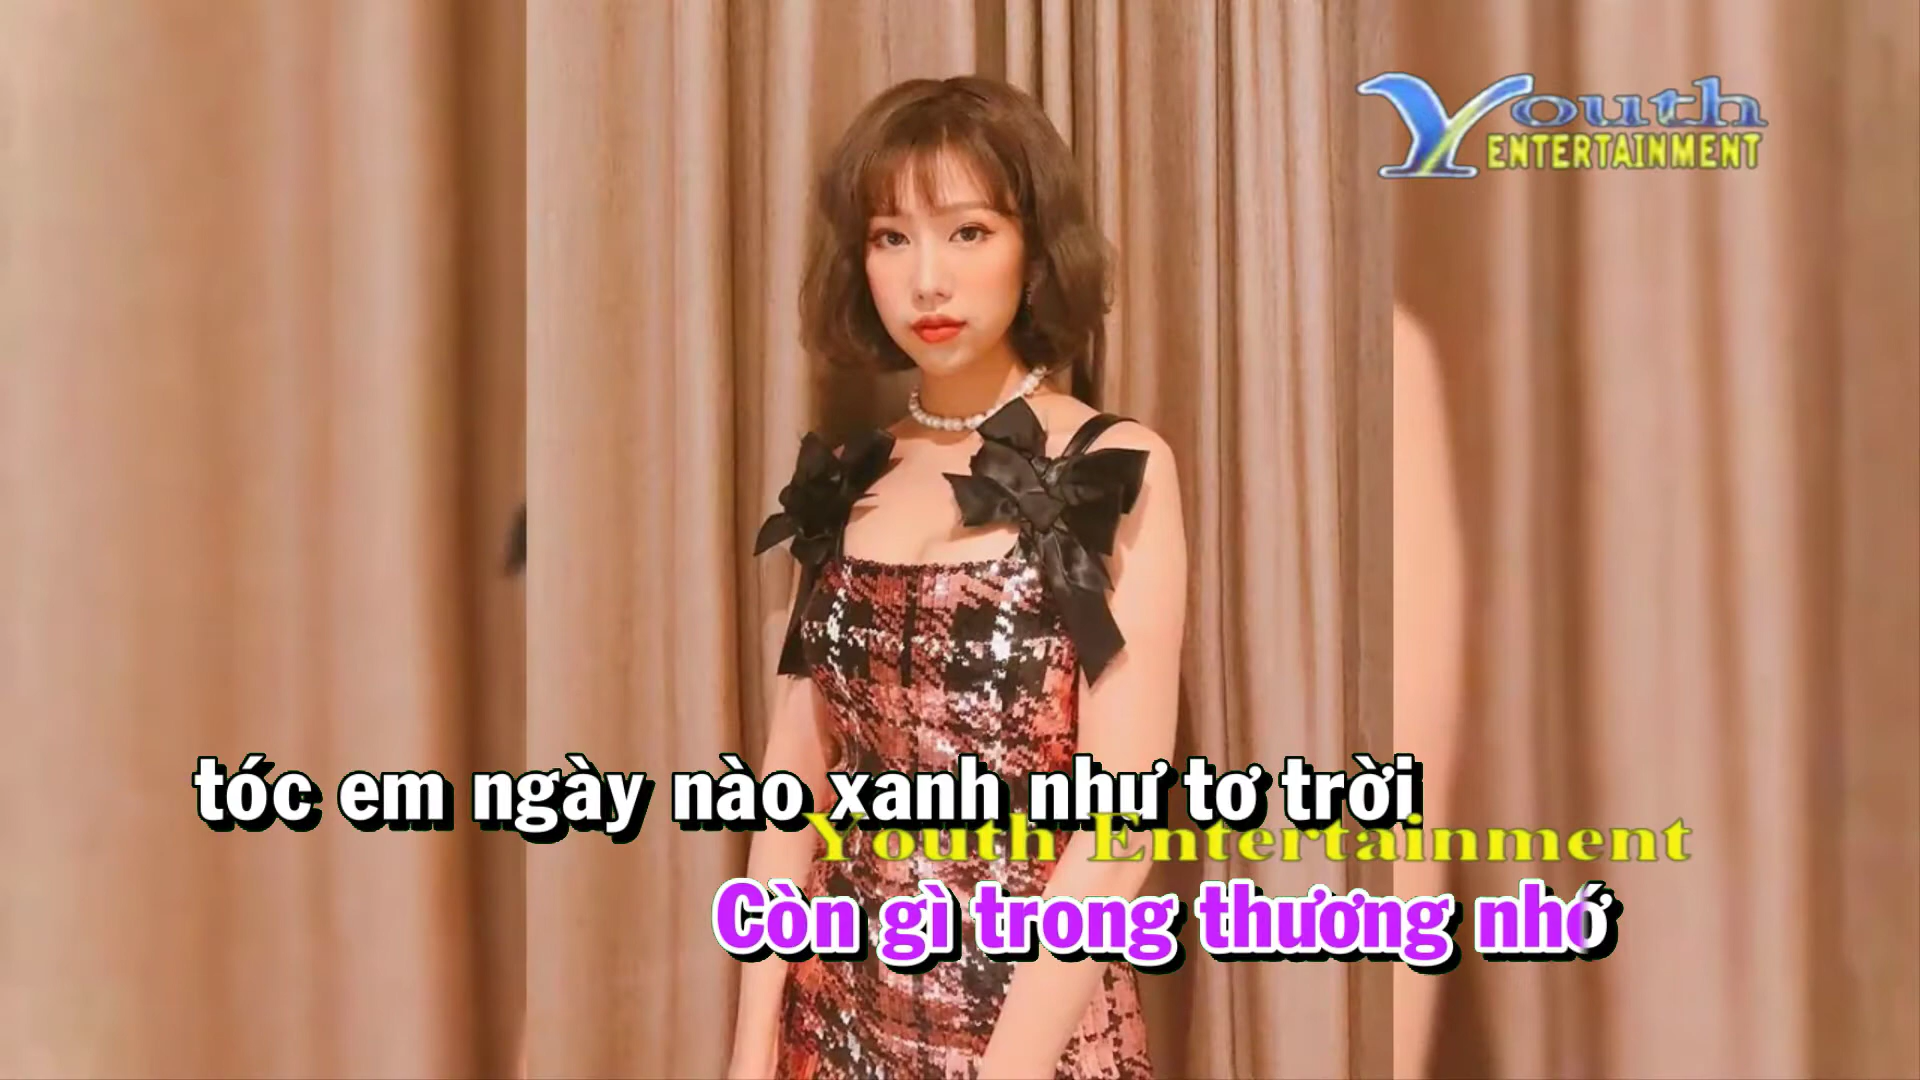 Youth
ENTERTAINMENT
tóc em ngày nào xanh như tơ trời
Youth Entertainment
Còn gì trong thương nhớ